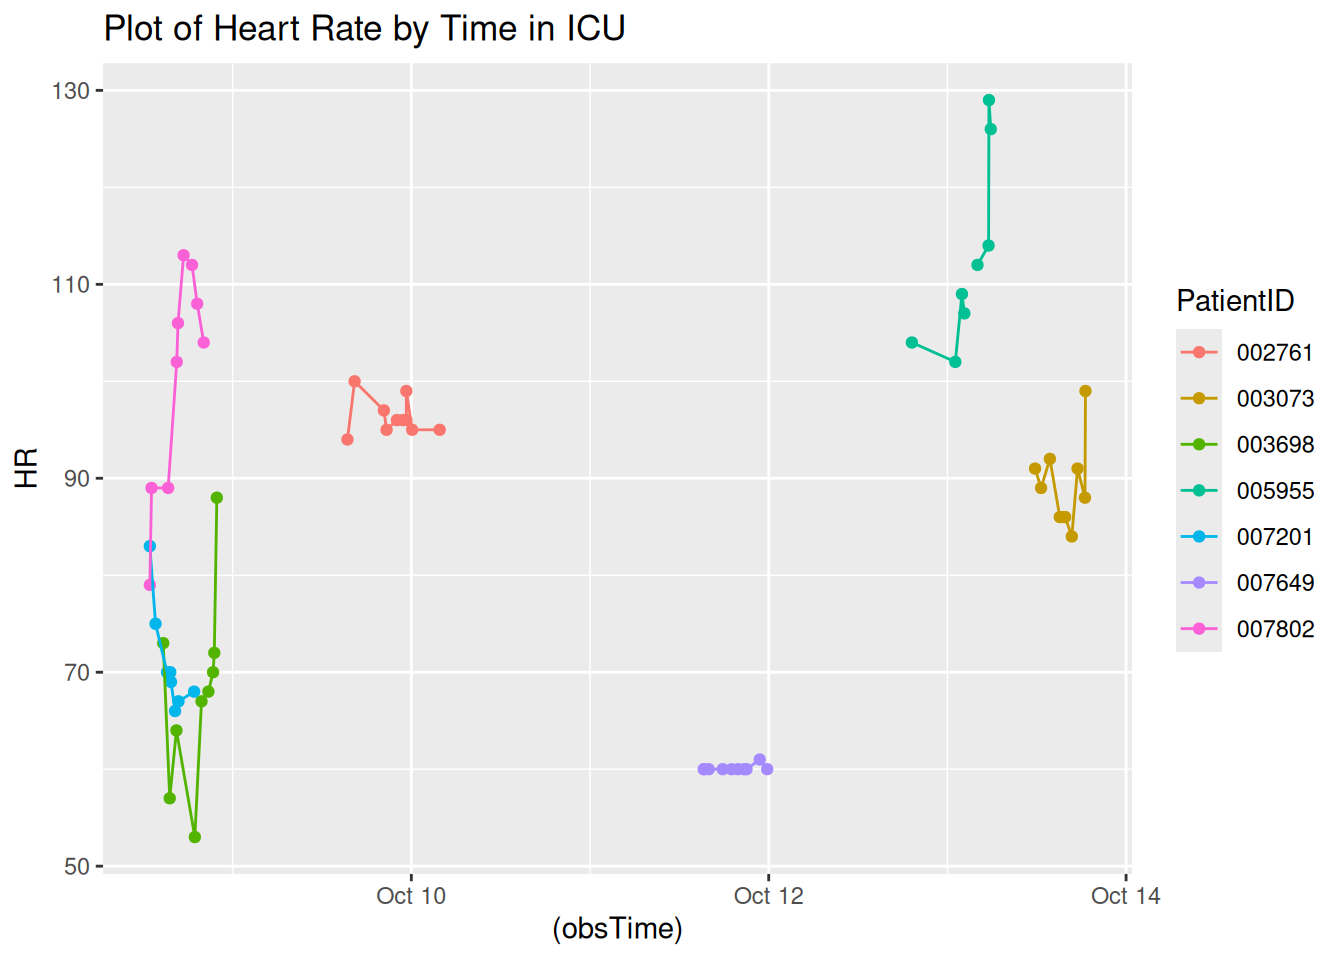 Plot of Heart Rate by Time in ICU
130
110
90
70
50
HR
Oct 10
Oct 12
Oct 14
(obsTime)
PatientID
002761
003073
003698
005955
007201
007649
007802